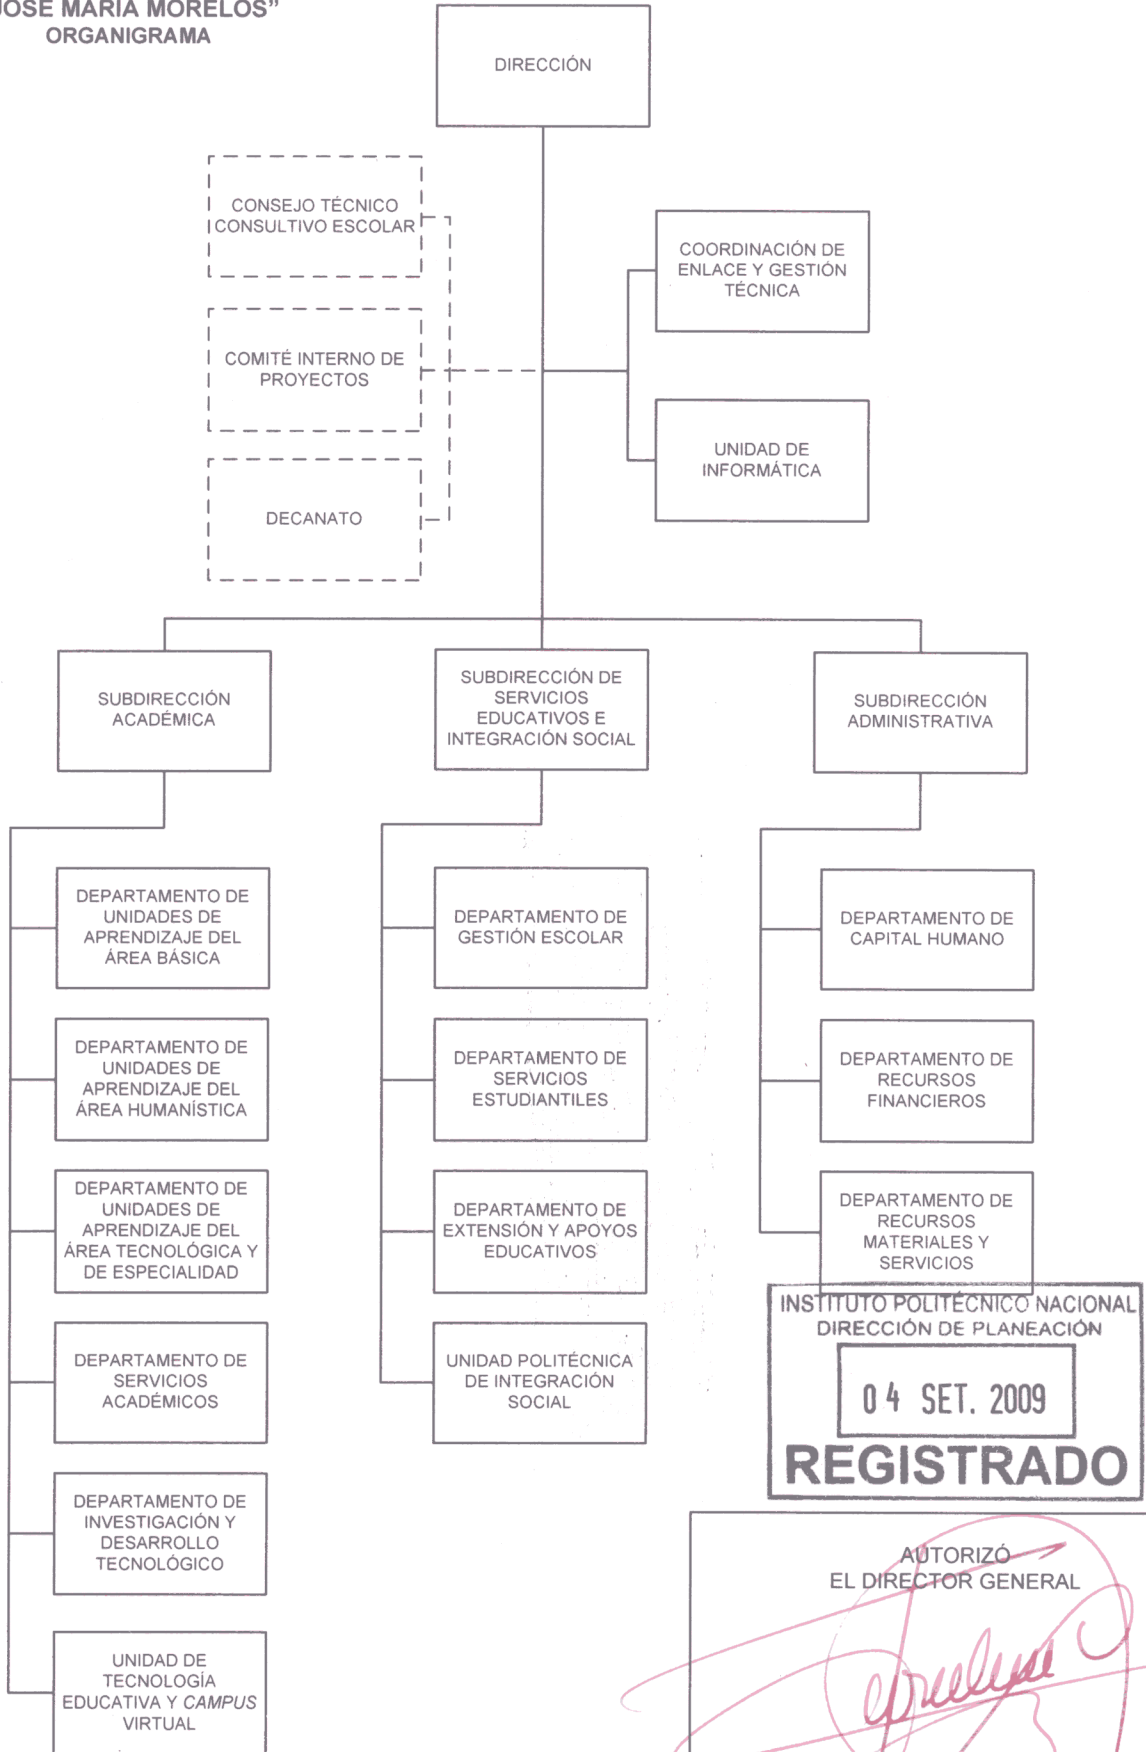 JOSÉ MARÍA MORELOS"
ORGANIGRAMA
DIRECCIÓN
CONSEJO TÉCNICO
CONSULTIVO ESCOLAR
COORDINACIÓN DE
ENLACE Y GESTIÓN
TÉCNICA
COMITÉ INTERNO DE
PROYECTOS
UNIDAD DE
INFORMÁTICA
DECANATO
SUBDIRECCIÓN
ACADÉMICA
SUBDIRECCIÓN DE
SERVICIOS
EDUCATIVOS E
INTEGRACIÓN SOCIAL
SUBDIRECCIÓN
ADMINISTRATIVA
DEPARTAMENTO DE
UNIDADES DE
APRENDIZAJE DEL
ÁREA BÁSICA
DEPARTAMENTO DE
GESTIÓN ESCOLAR
DEPARTAMENTO DE
CAPITAL HUMANO
DEPARTAMENTO DE
UNIDADES DE
APRENDIZAJE DEL
ÁREA HUMANÍSTICA
DEPARTAMENTO DE
SERVICIOS
ESTUDIANTILES
DEPARTAMENTO DE
RECURSOS
FINANCIEROS
DEPARTAMENTO DE
UNIDADES DE
APRENDIZAJE DEL
ÁREA TECNOLÓGICA Y
DE ESPECIALIDAD
DEPARTAMENTO DE
EXTENSIÓN Y APOYOS
EDUCATIVOS
DEPARTAMENTO DE
RECURSOS
MATERIALES Y
SERVICIOS
DEPARTAMENTO DE
SERVICIOS
ACADÉMICOS
UNIDAD POLITÉCNICA
DE INTEGRACIÓN
SOCIAL
INSTITUTO POLITÉCNICO NACIONAL
DIRECCIÓN DE PLANEACIÓN
04 SET. 2009
REGISTRADO
DEPARTAMENTO DE
INVESTIGACIÓN Y
DESARROLLO
TECNOLÓGICO
AUTORIZÓ
EL DIRECTOR GENERAL
UNIDAD DE
TECNOLOGÍA
EDUCATIVA Y CAMPUS
VIRTUAL